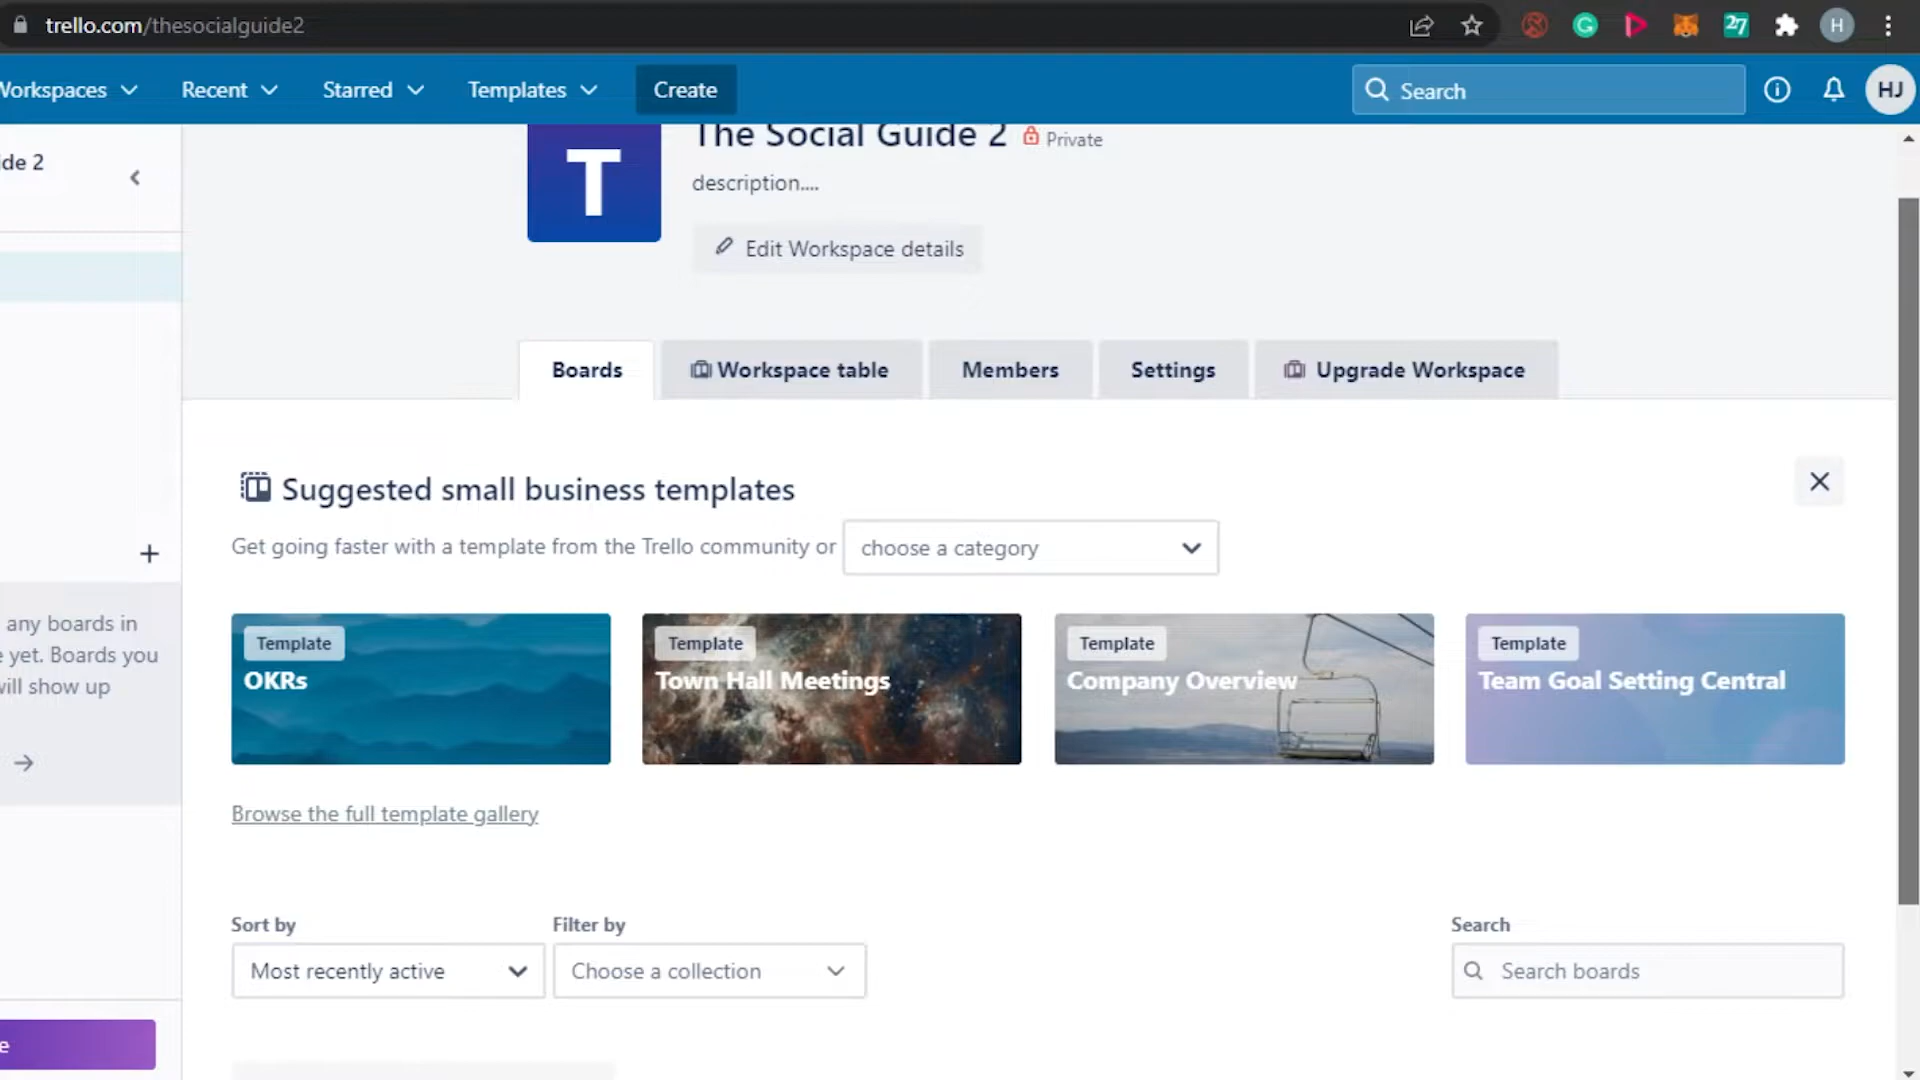 trello.com/thesocialguide2
27
H
Workspaces
Recent
Starred
Templates
Create
Search
HJ
ide 2
T
The Social Guide 2
Private
description....
Edit Workspace details
Boards
Workspace table
Members
Settings
Upgrade Workspace
Suggested small business templates
Get going faster with a template from the Trello community or
choose a category
any boards in
e yet. Boards you
will show up
Template
OKRs
Template
Town Hall Meetings
Template
Company Overview
Template
Team Goal Setting Central
Browse the full template gallery
Sort by
Filter by
Search
Most recently active
Choose a collection
Search boards
e